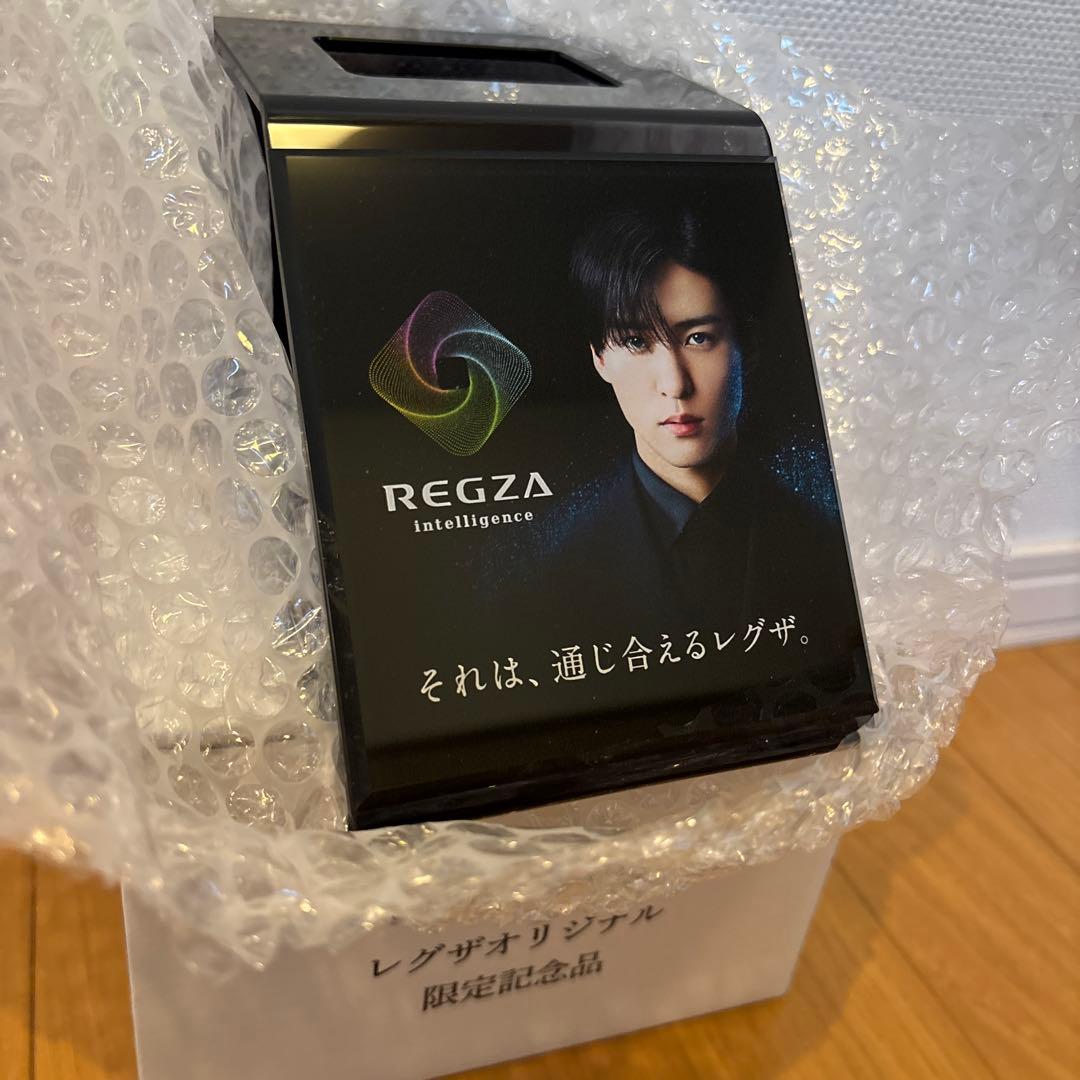 REGZA
intelligence
それは、通じ合えるレグザ。
レグザオリジナル
限定記念品